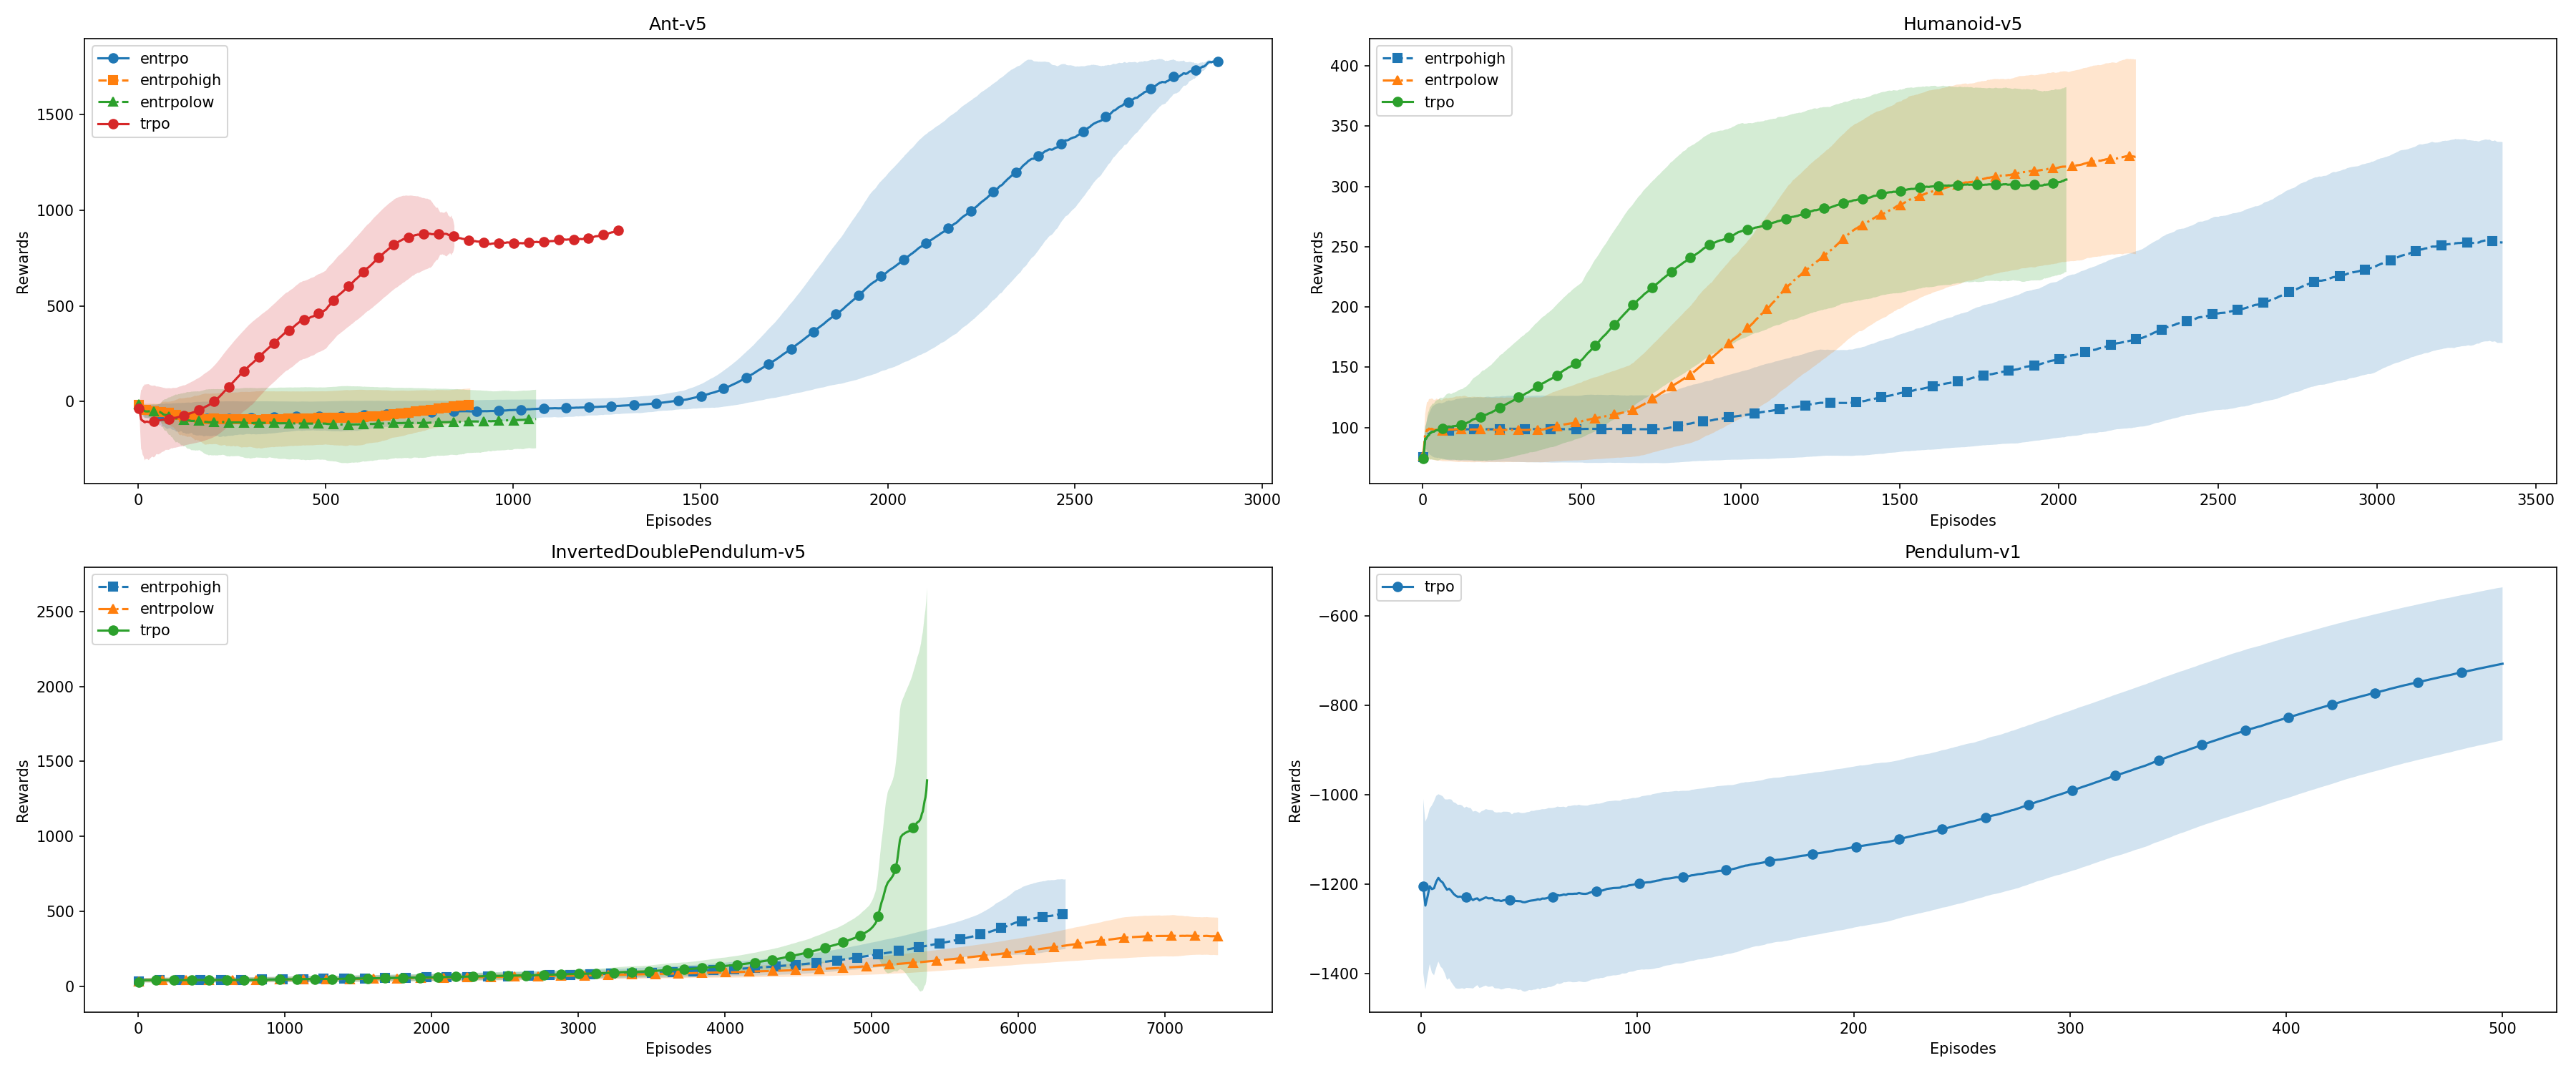 Ant-v5
entrpo
entrpohigh
entrpolow
trpo
Rewards
1500
1000
500
0
0
500
1000
1500
2000
2500
3000
Episodes
Humanoid-v5
entrpohigh
entrpolow
trpo
Rewards
400
350
300
250
200
150
100
0
500
1000
1500
2000
2500
3000
3500
Episodes
InvertedDoublePendulum-v5
entrpohigh
entrpolow
trpo
Rewards
2500
2000
1500
1000
500
0
0
1000
2000
3000
4000
5000
6000
7000
Episodes
Pendulum-v1
trpo
Rewards
−600
−800
−1000
−1200
−1400
0
100
200
300
400
500
Episodes